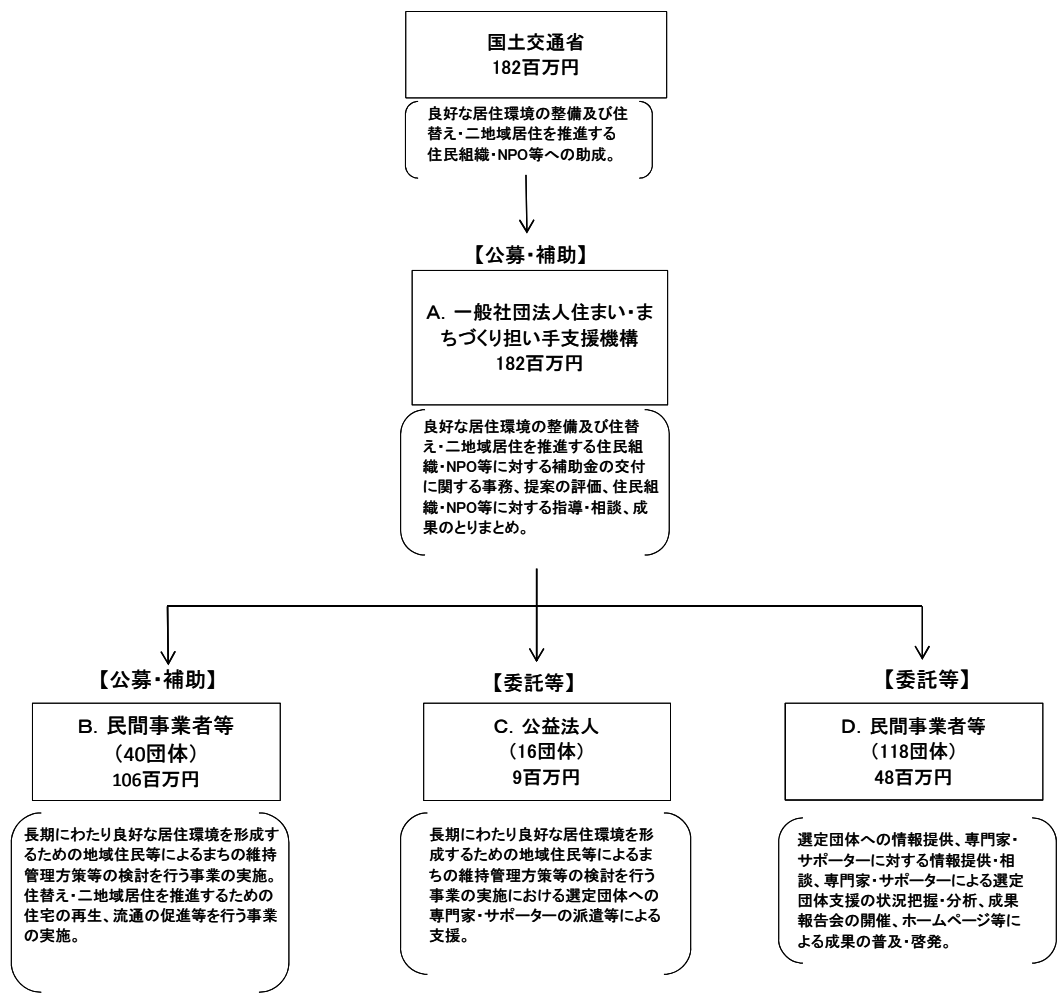 国土交通省
182百万円
良好な居住環境の整備及び住
替え・二地域居住を推進する
住民組織・NPO等への助成。
【公募・補助】
A．一般社団法人住まい・ま
ちづくり担い手支援機構
182百万円
良好な居住環境の整備及び住替
え・二地域居住を推進する住民組
織・NPO等に対する補助金の交付
に関する事務、提案の評価、住民組
織・NPO等に対する指導・相談、成
果のとりまとめ。
【公募・補助】
B．民間事業者等
（40団体）
106百万円
長期にわたり良好な居住環境を形成す
るための地域住民等によるまちの維持
管理方策等の検討を行う事業の実施。
住替え・二地域居住を推進するための
住宅の再生、流通の促進等を行う事業
の実施。
【委託等】
C．公益法人
（16団体）
9百万円
長期にわたり良好な居住環境を形
成するための地域住民等によるま
ちの維持管理方策等の検討を行う
事業の実施における選定団体への
専門家・サポーターの派遣等による
支援。
【委託等】
D．民間事業者等
（118団体）
48百万円
選定団体への情報提供、専門家・
サポーターに対する情報提供・相
談、専門家・サポーターによる選定
団体支援の状況把握・分析、成果
報告会の開催、ホームページ等に
よる成果の普及・啓発。